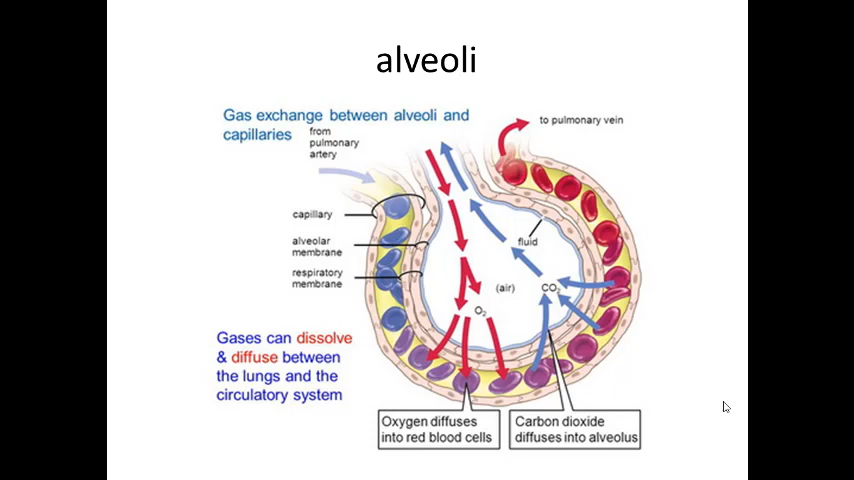 alveoli
Gas exchange between alveoli and
capillaries
from
pulmonary
artery
to pulmonary vein
capillary
alveolar
membrane
respiratory
membrane
fluid
(air)
CO₂
O₂
Gases can dissolve
& diffuse between
the lungs and the
circulatory system
Oxygen diffuses
into red blood cells
Carbon dioxide
diffuses into alveolus